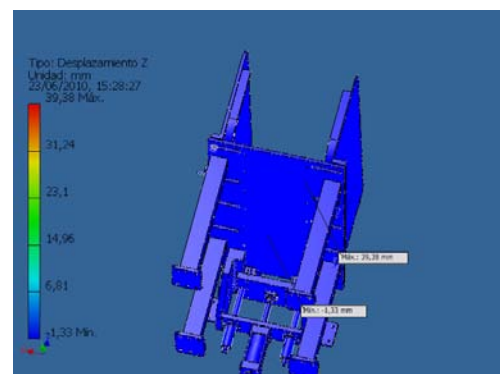 Tipo: Desplazamiento Z
Unidad: mm
23/06/2010, 15:28:27
39,38 Máx.
31,24
23,1
14,96
6,81
-1,33 Mín.
Máx.: 39,38 mm
Mín.: -1,33 mm